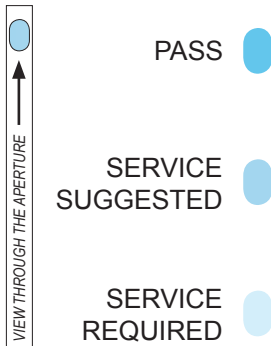 VIEW THROUGH THE APERTURE
PASS
SERVICE
SUGGESTED
SERVICE
REQUIRED